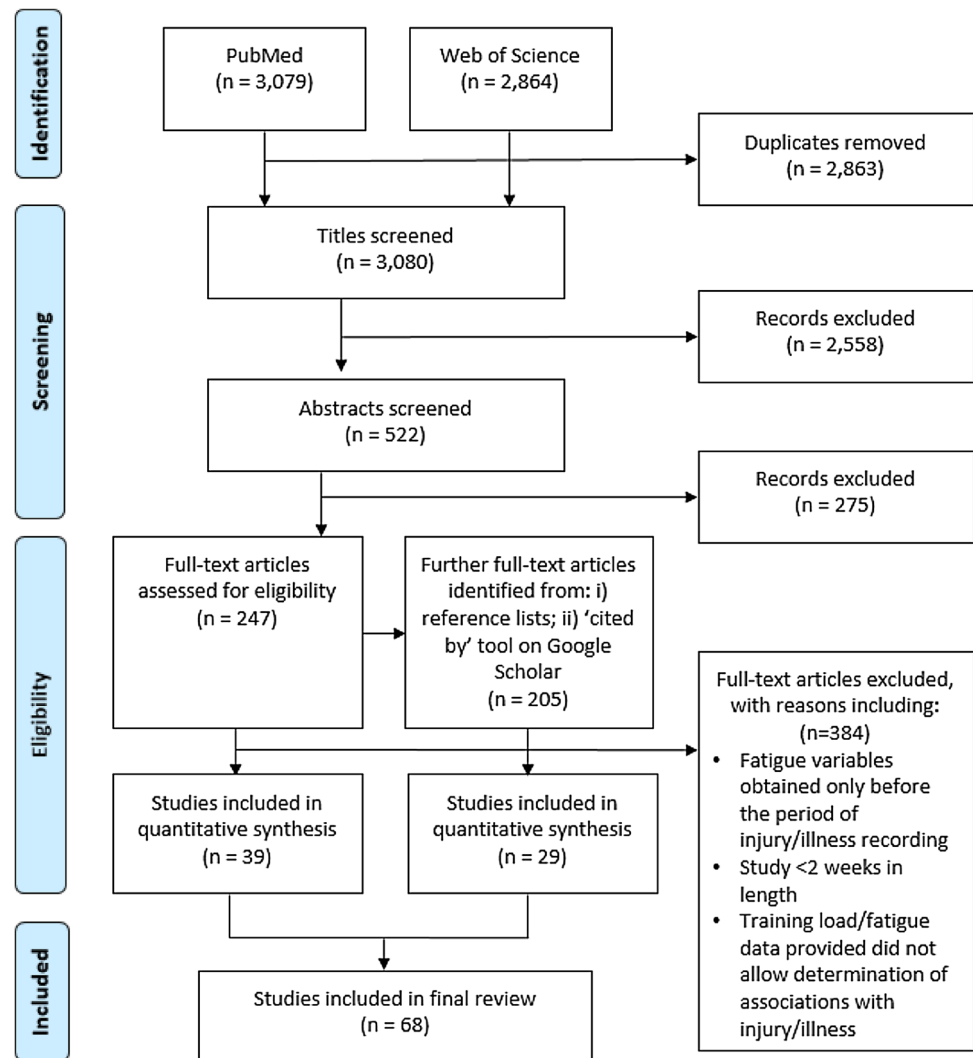 Identification
PubMed
(n = 3,079)
Web of Science
(n = 2,864)
Duplicates removed
(n = 2,863)
Screening
Titles screened
(n = 3,080)
Records excluded
(n = 2,558)
Abstracts screened
(n = 522)
Records excluded
(n = 275)
Eligibility
Full-text articles
assessed for eligibility
(n = 247)
Further full-text articles
identified from: i)
reference lists; ii) ‘cited
by’ tool on Google
Scholar
(n = 205)
Full-text articles excluded,
with reasons including:
(n=384)
• Fatigue variables
obtained only before
the period of
injury/illness recording
• Study <2 weeks in
length
• Training load/fatigue
data provided did not
allow determination of
associations with
injury/illness
Studies included in
quantitative synthesis
(n = 39)
Studies included in
quantitative synthesis
(n = 29)
Included
Studies included in final review
(n = 68)